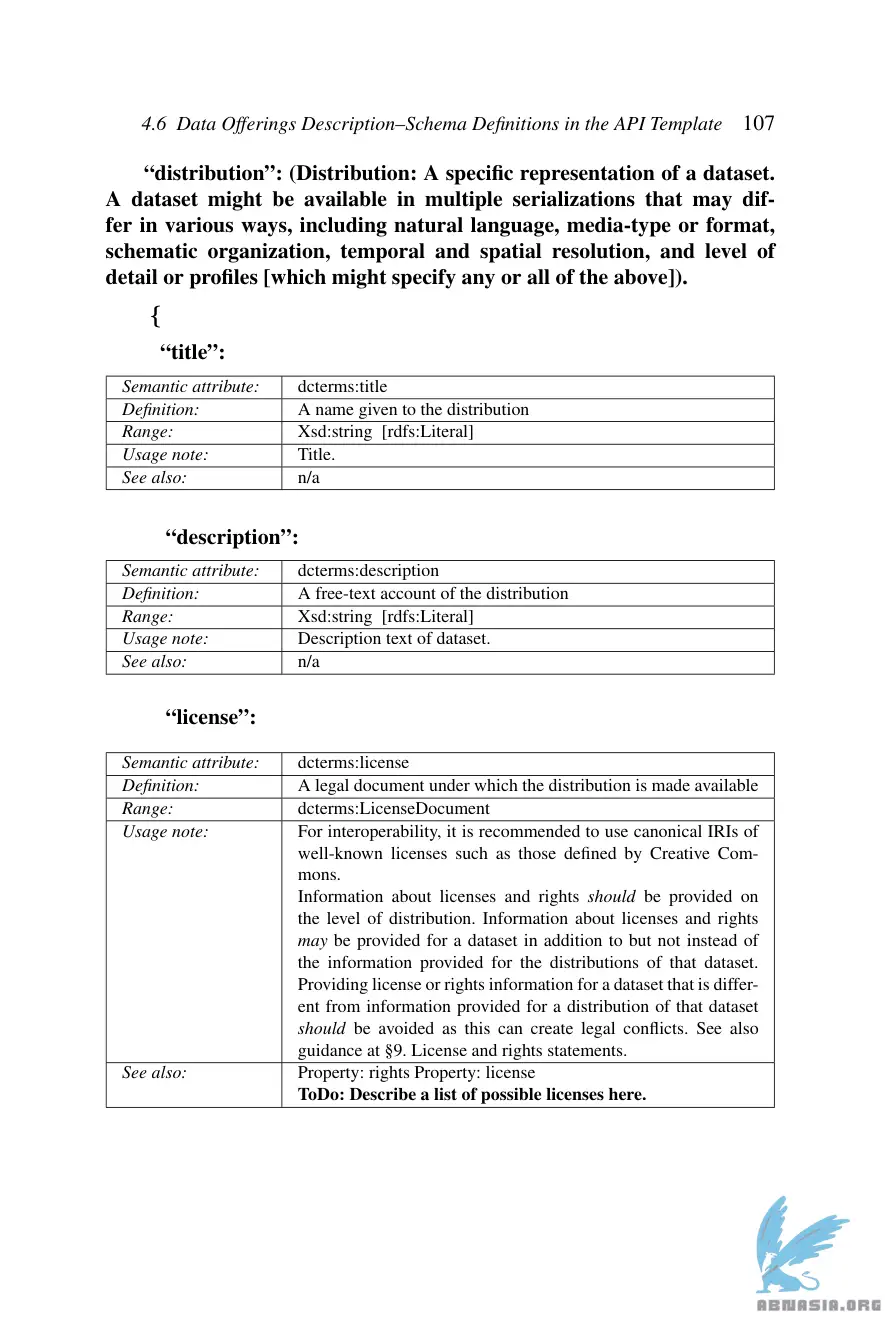 4.6 Data Offerings Description–Schema Definitions in the API Template 107
“distribution”: (Distribution: A specific representation of a dataset.
A dataset might be available in multiple serializations that may dif-
fer in various ways, including natural language, media-type or format,
schematic organization, temporal and spatial resolution, and level of
detail or profiles [which might specify any or all of the above]).
{
“title”:
Semantic attribute: dcterms:title
Definition: A name given to the distribution
Range: Xsd:string [rdfs:Literal]
Usage note: Title.
See also: n/a
“description”:
Semantic attribute: dcterms:description
Definition: A free-text account of the distribution
Range: Xsd:string [rdfs:Literal]
Usage note: Description text of dataset.
See also: n/a
“license”:
Semantic attribute: dcterms:license
Definition: A legal document under which the distribution is made available
Range: dcterms:LicenseDocument
Usage note: For interoperability, it is recommended to use canonical IRIs of
well-known licenses such as those defined by Creative Com-
mons.
Information about licenses and rights should be provided on
the level of distribution. Information about licenses and rights
may be provided for a dataset in addition to but not instead of
the information provided for the distributions of that dataset.
Providing license or rights information for a dataset that is differ-
ent from information provided for a distribution of that dataset
should be avoided as this can create legal conflicts. See also
guidance at §9. License and rights statements.
See also: Property: rights Property: license
ToDo: Describe a list of possible licenses here.
ABNASIA.ORG